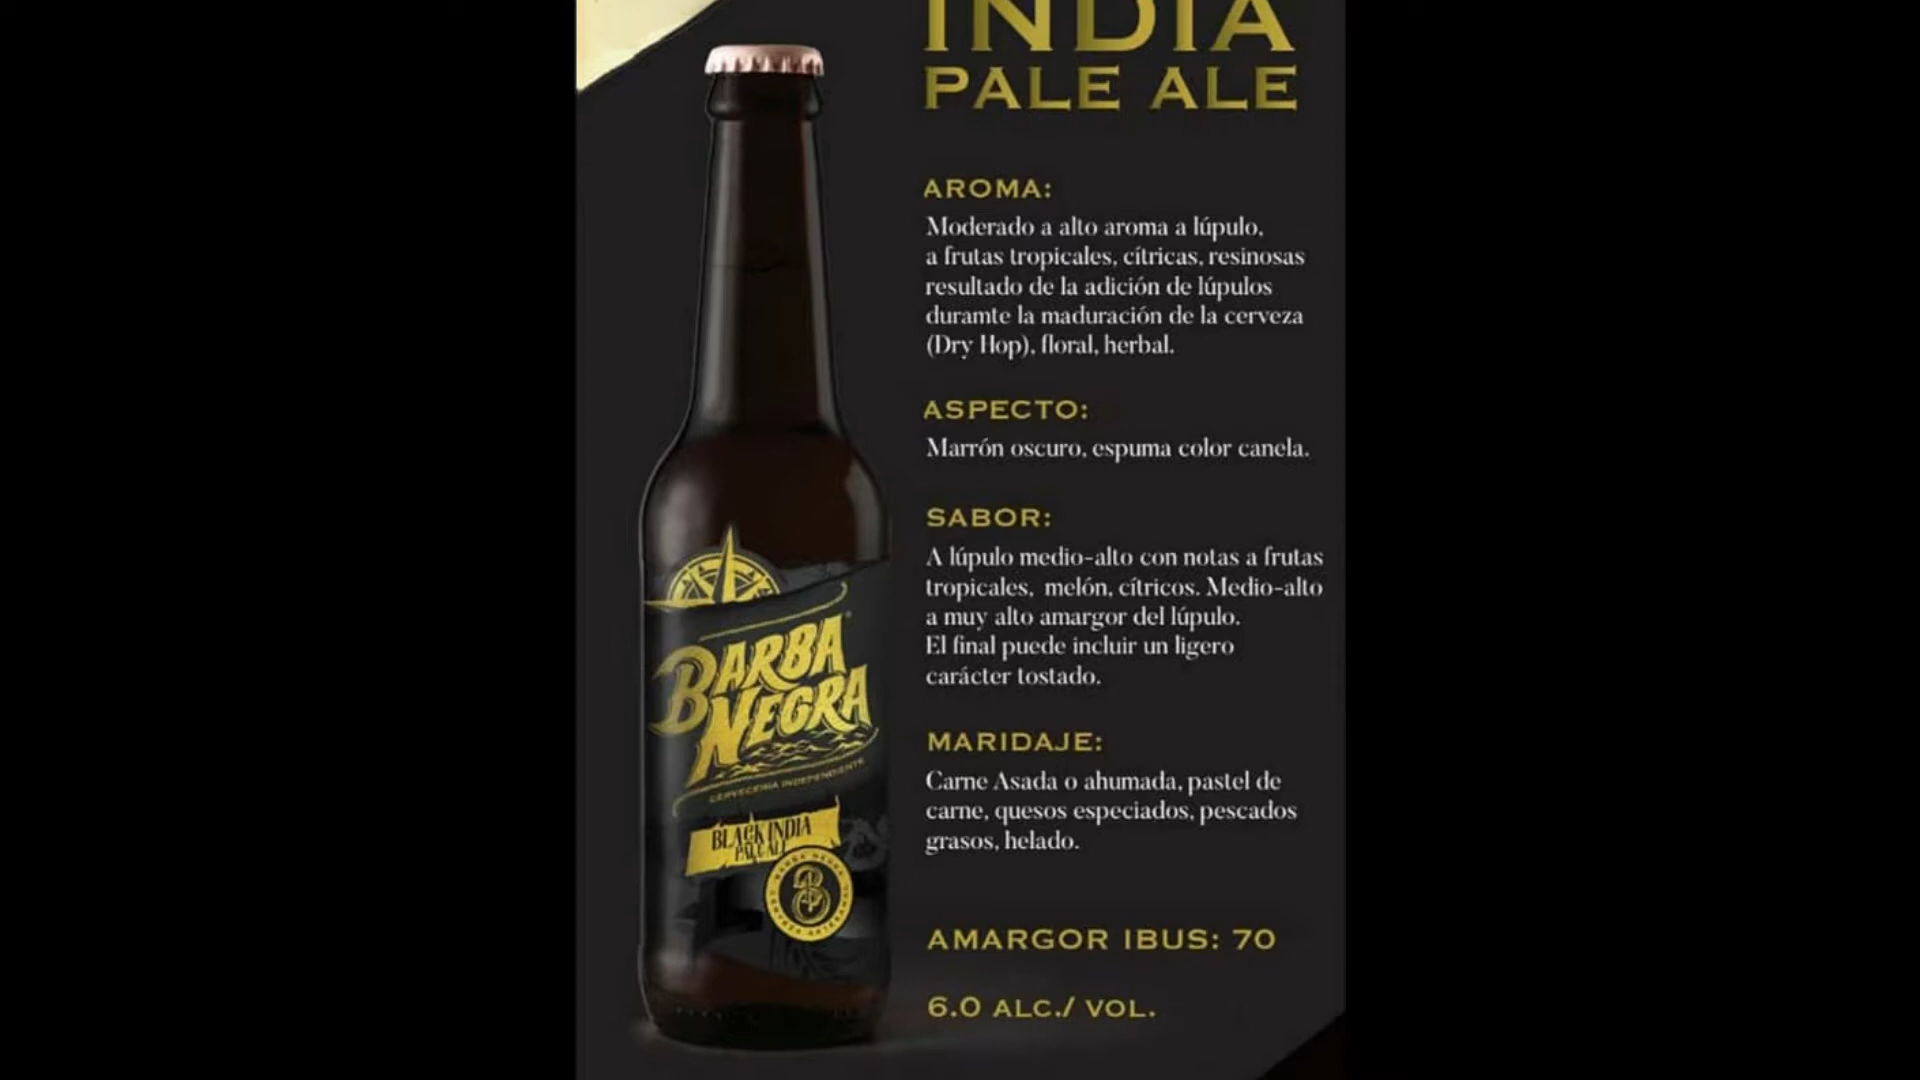 INDIA
PALE ALE
AROMA:
Moderado a alto aroma a lúpulo,
a frutas tropicales, cítricas, resinosas
resultado de la adición de lúpulos
duramte la maduración de la cerveza
(Dry Hop), floral, herbal.
ASPECTO:
Marrón oscuro, espuma color canela.
SABOR:
A lúpulo medio-alto con notas a frutas
tropicales, melón, cítricos. Medio-alto
a muy alto amargor del lúpulo.
El final puede incluir un ligero
carácter tostado.
MARIDAJE:
Carne Asada o ahumada, pastel de
carne, quesos especiados, pescados
grasos, helado.
AMARGOR IBUS: 70
6.0 ALC./ VOL.
BARBA
NEGRA
CERVECERIA INDEPENDIENTE
BLACK INDIA
PALE ALE
BARBA NEGRA
B
CERVEZA ARTESANAL